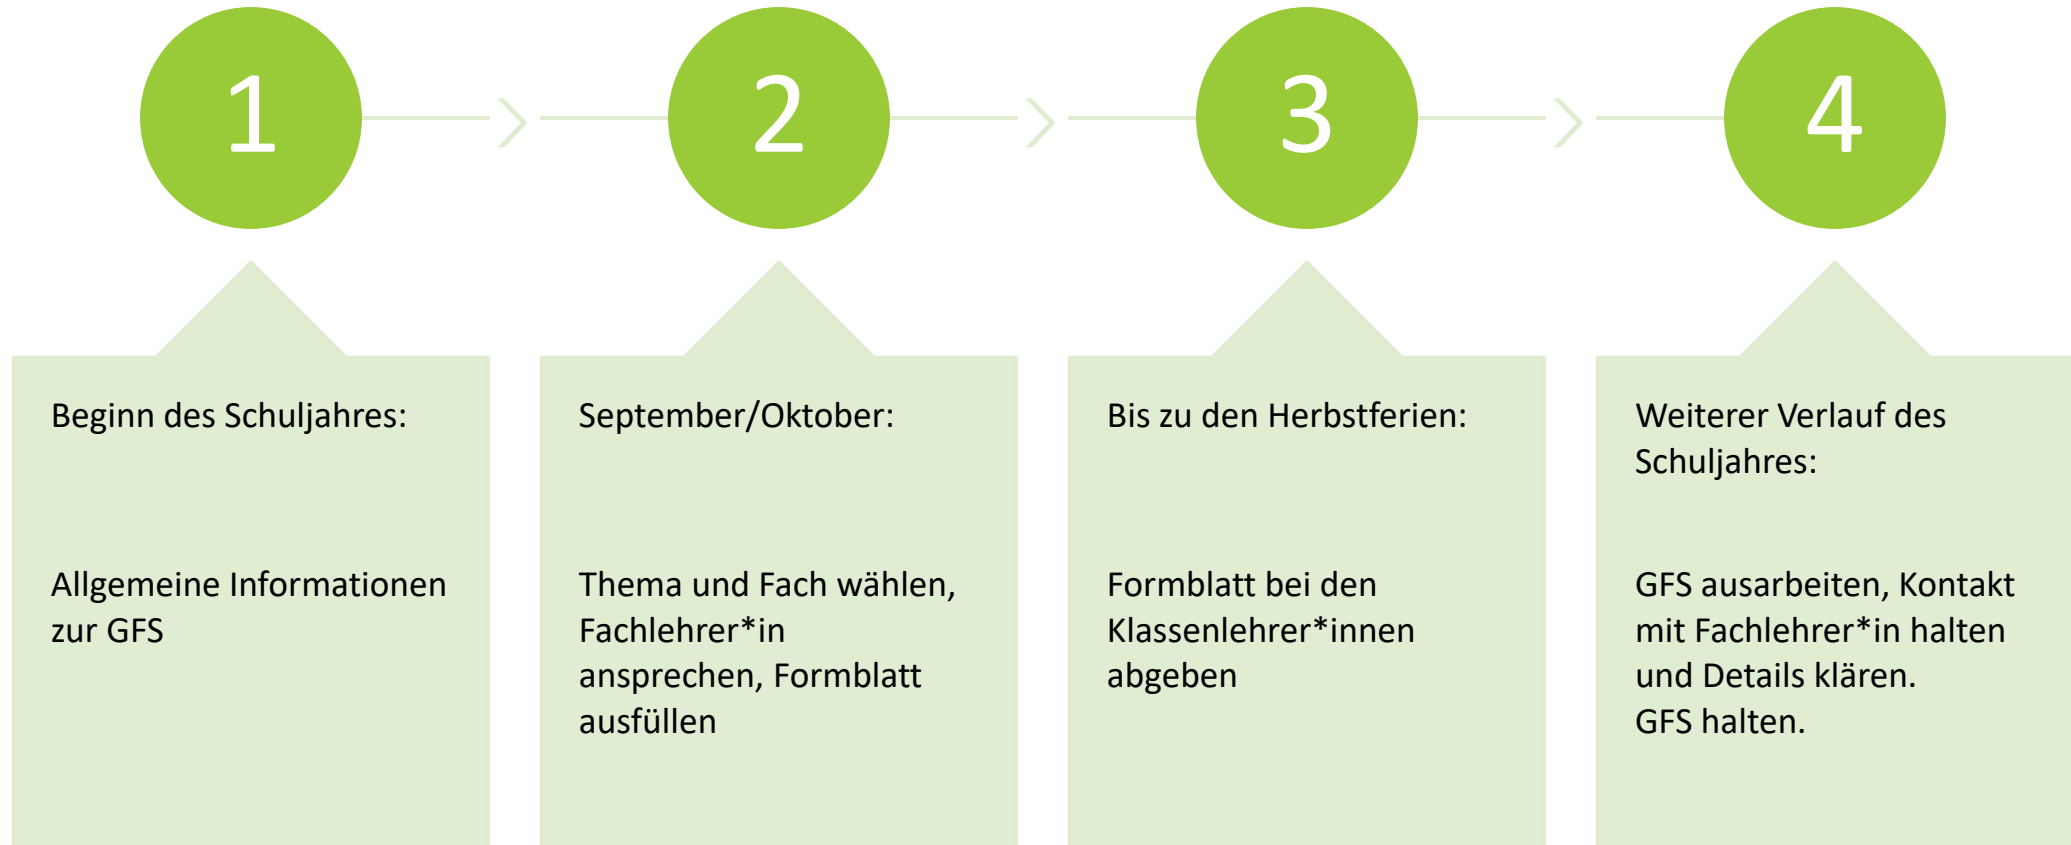 1
2
3
4
Beginn des Schuljahres:
Allgemeine Informationen
zur GFS
September/Oktober:
Thema und Fach wählen,
Fachlehrer*in
ansprechen, Formblatt
ausfüllen
Bis zu den Herbstferien:
Formblatt bei den
Klassenlehrer*innen
abgeben
Weiterer Verlauf des
Schuljahres:
GFS ausarbeiten, Kontakt
mit Fachlehrer*in halten
und Details klären.
GFS halten.